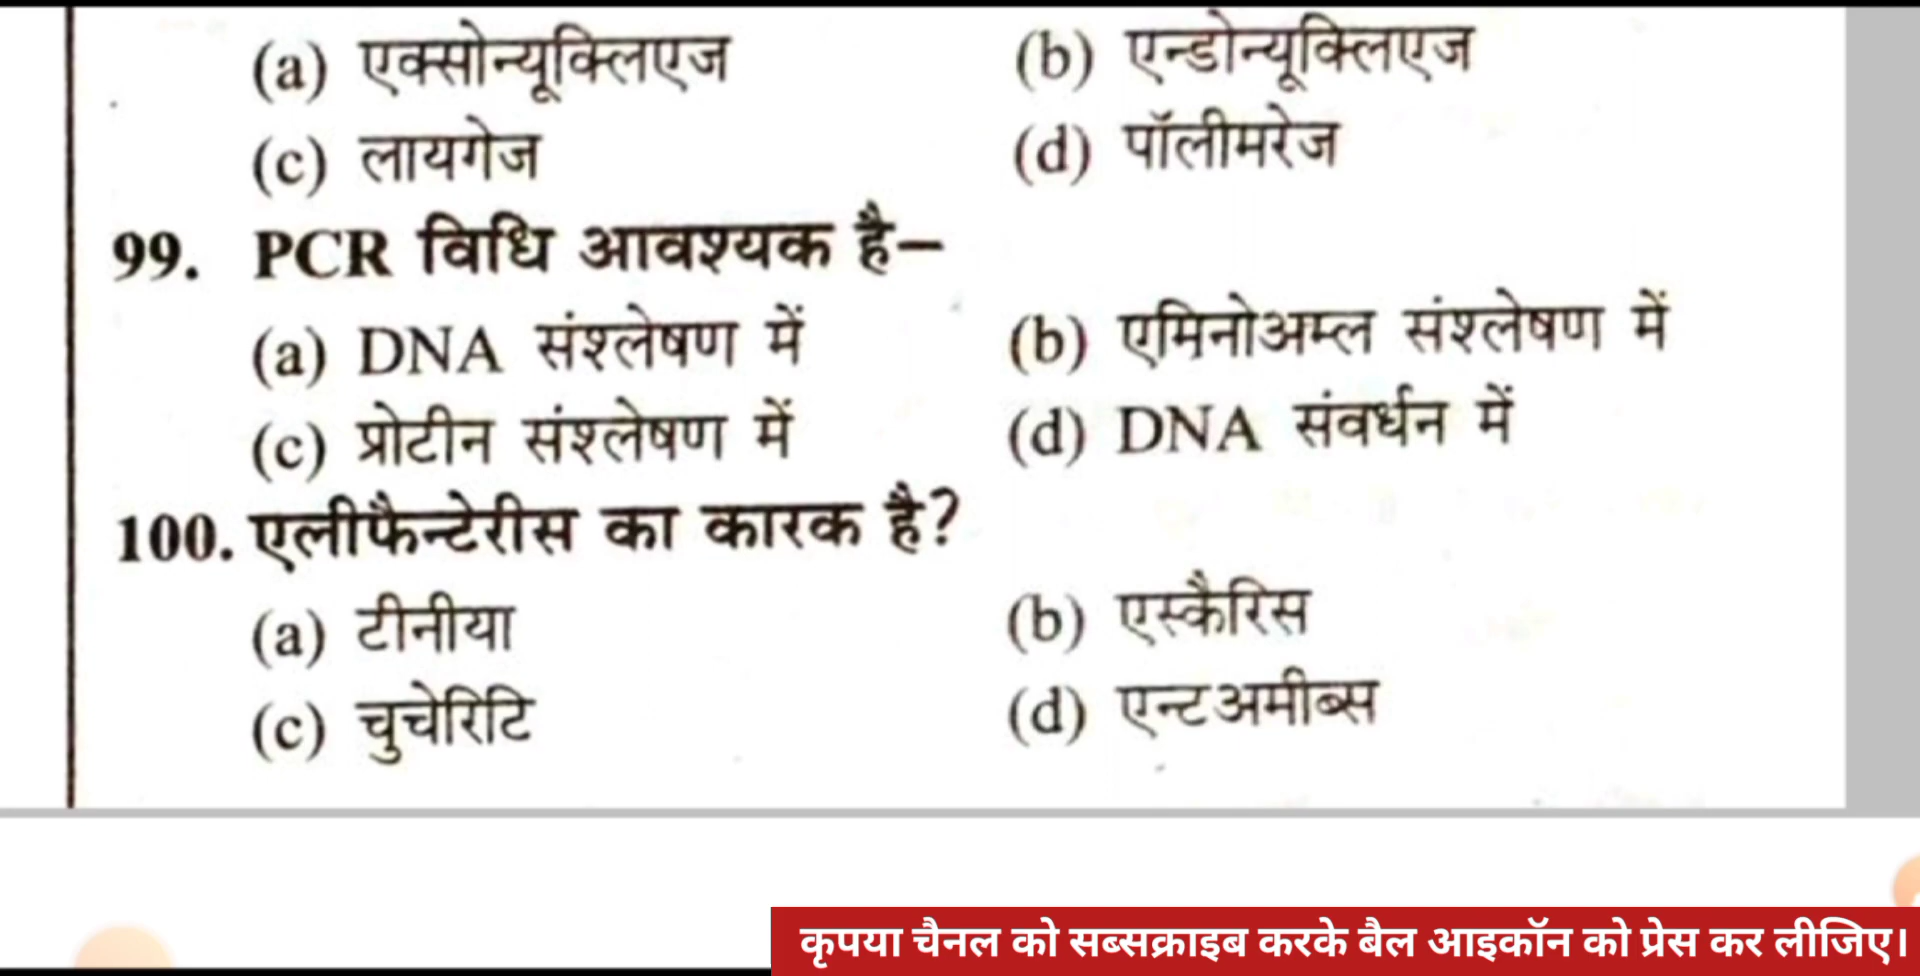 (a) एक्सोन्यूक्लिएज (b) एन्डोन्यूक्लिएज
(c) लायगेज (d) पॉलीमरेज
99. PCR विधि आवश्यक है—
(a) DNA संश्लेषण में (b) एमिनोअम्ल संश्लेषण में
(c) प्रोटीन संश्लेषण में (d) DNA संवर्धन में
100. एलीफैन्टेरीस का कारक है?
(a) टीनीया (b) एस्कैरिस
(c) चुचेरिटि (d) एन्टअमीब्स
कृपया चैनल को सब्सक्राइब करके बैल आइकॉन को प्रेस कर लीजिए।